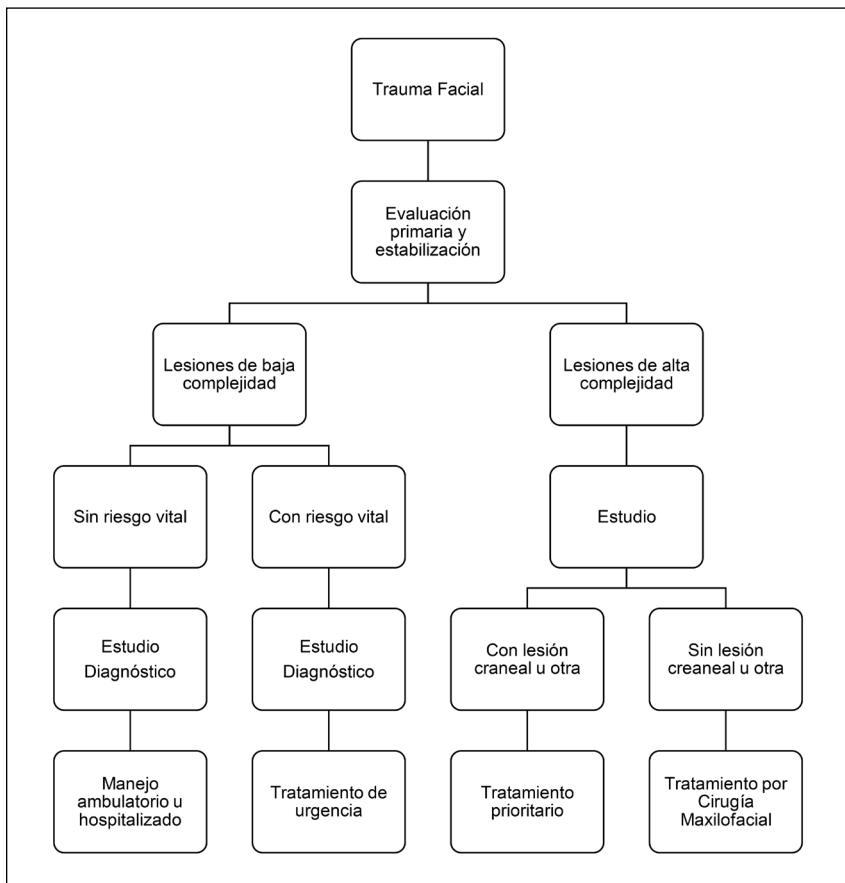 Trauma Facial
Evaluación
primaria y
estabilización
Lesiones de baja
complejidad
Lesiones de alta
complejidad
Sin riesgo vital
Con riesgo vital
Estudio
Estudio
Diagnóstico
Estudio
Diagnóstico
Con lesión
craneal u otra
Sin lesión
creaneal u otra
Manejo
ambulatorio u
hospitalizado
Tratamiento de
urgencia
Tratamiento
prioritario
Tratamiento por
Cirugía
Maxilofacial